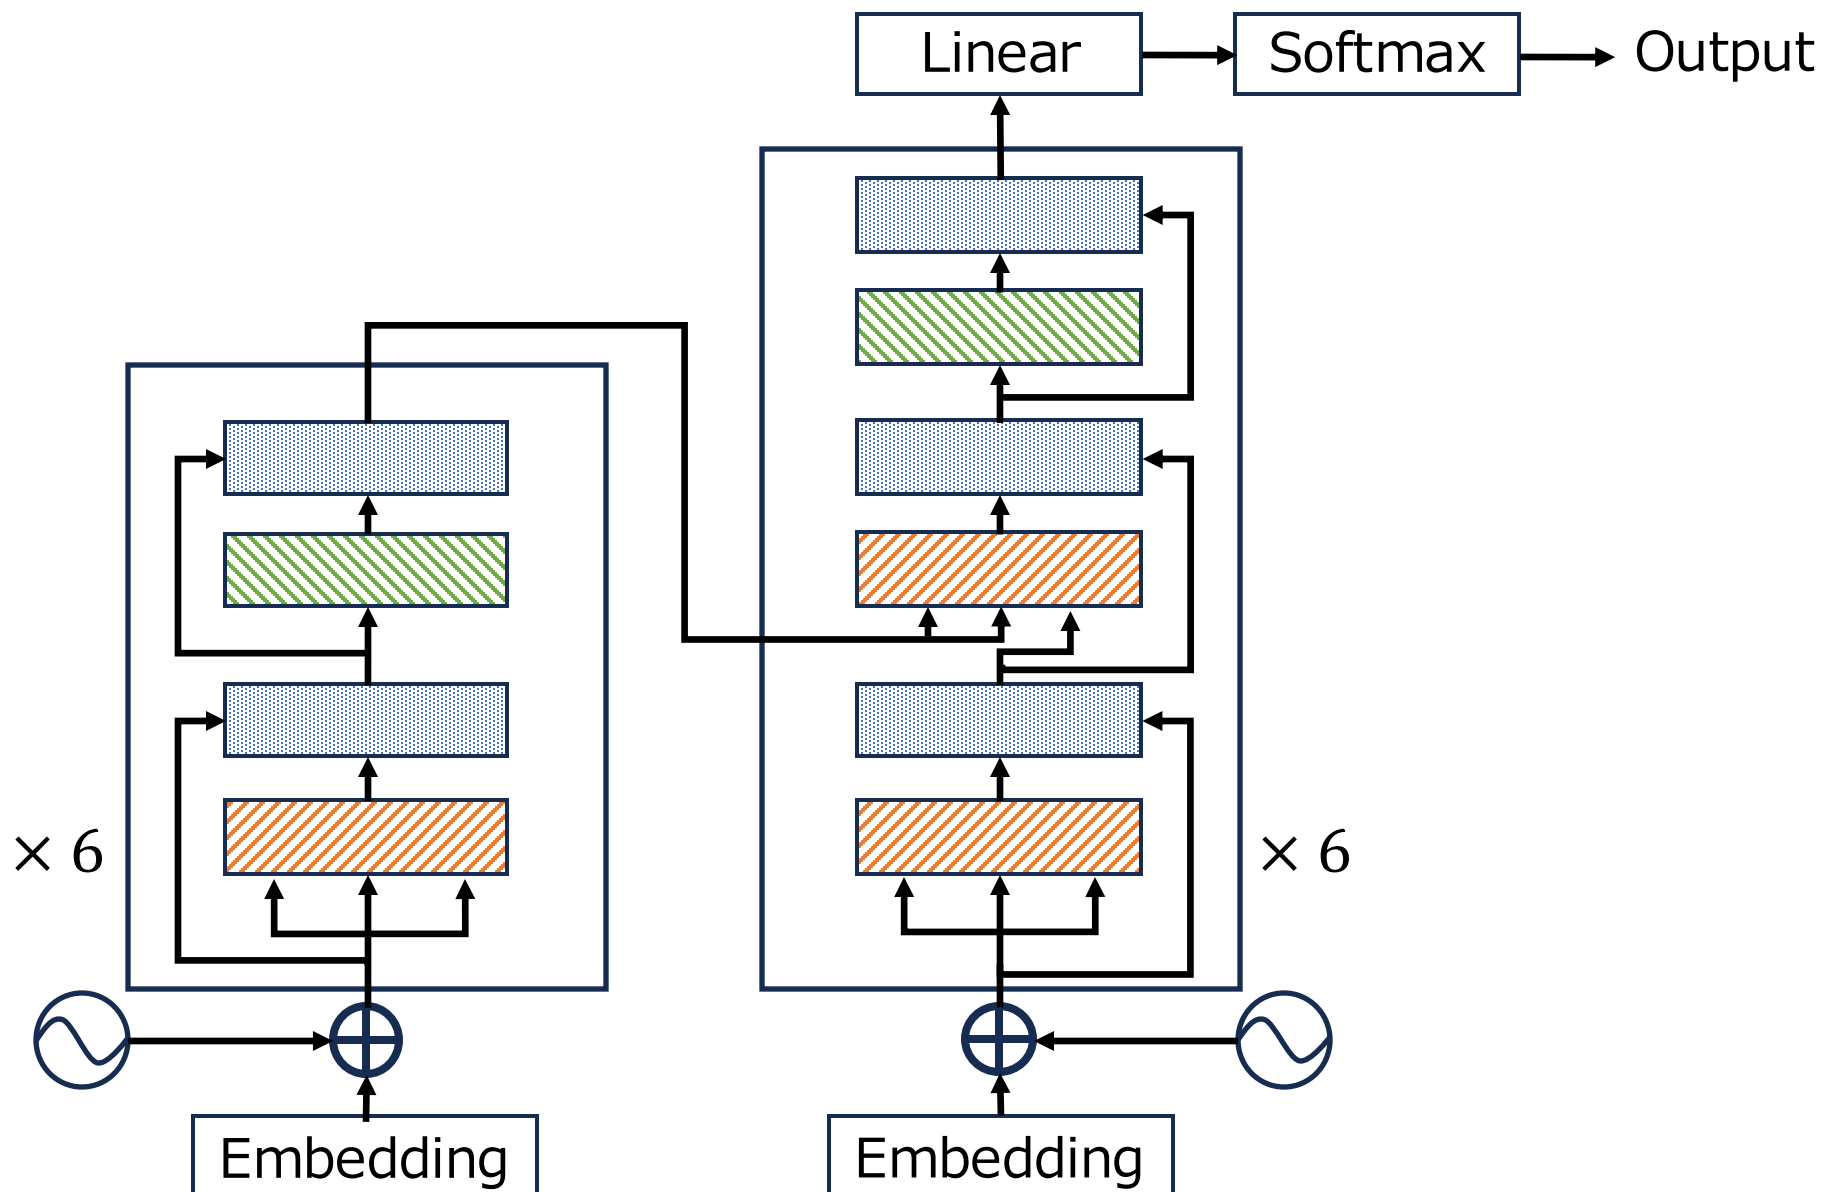 Linear
Softmax
Output
× 6
× 6
Embedding
Embedding